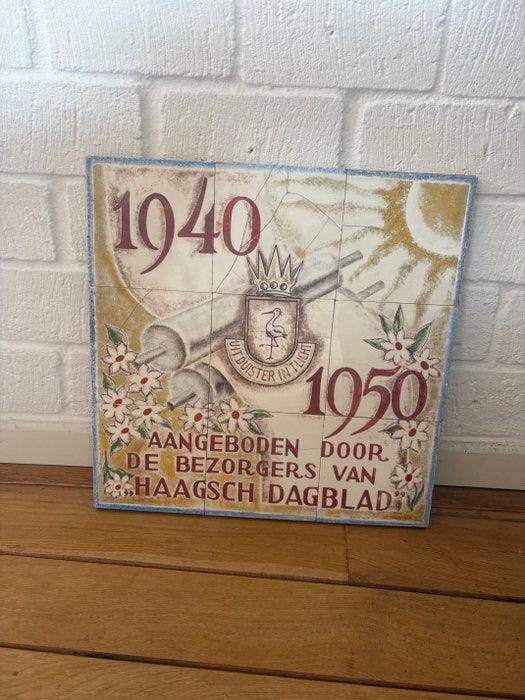 1940
UIT DUISTER IN 'T LICHT
1950
AANGEBODEN DOOR
DE BEZORGERS VAN
„HAAGSCH DAGBLAD”